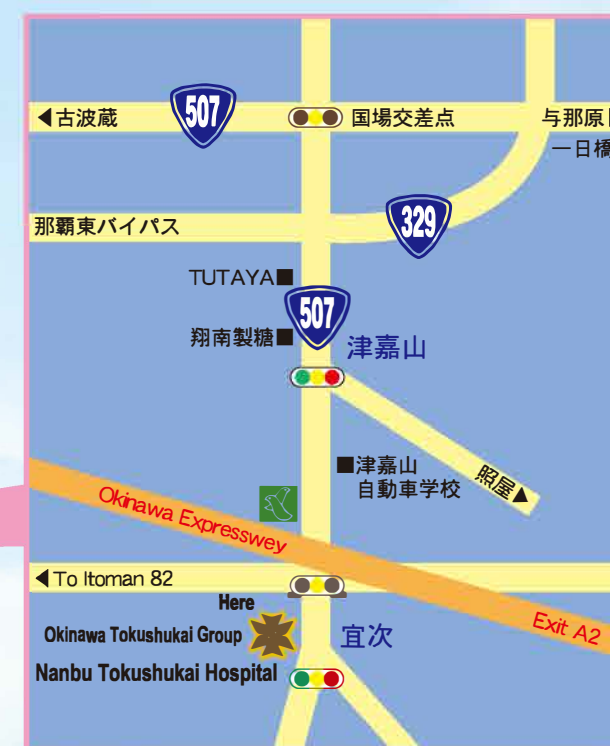 古波蔵
507
国場交差点
与那原
一日橋
那覇東バイパス
329
TUTAYA
507
翔南製糖
津嘉山
津嘉山
自動車学校
照屋
Okinawa Expresswey
To Itoman 82
Here
Okinawa Tokushukai Group
宜次
Exit A2
Nanbu Tokushukai Hospital